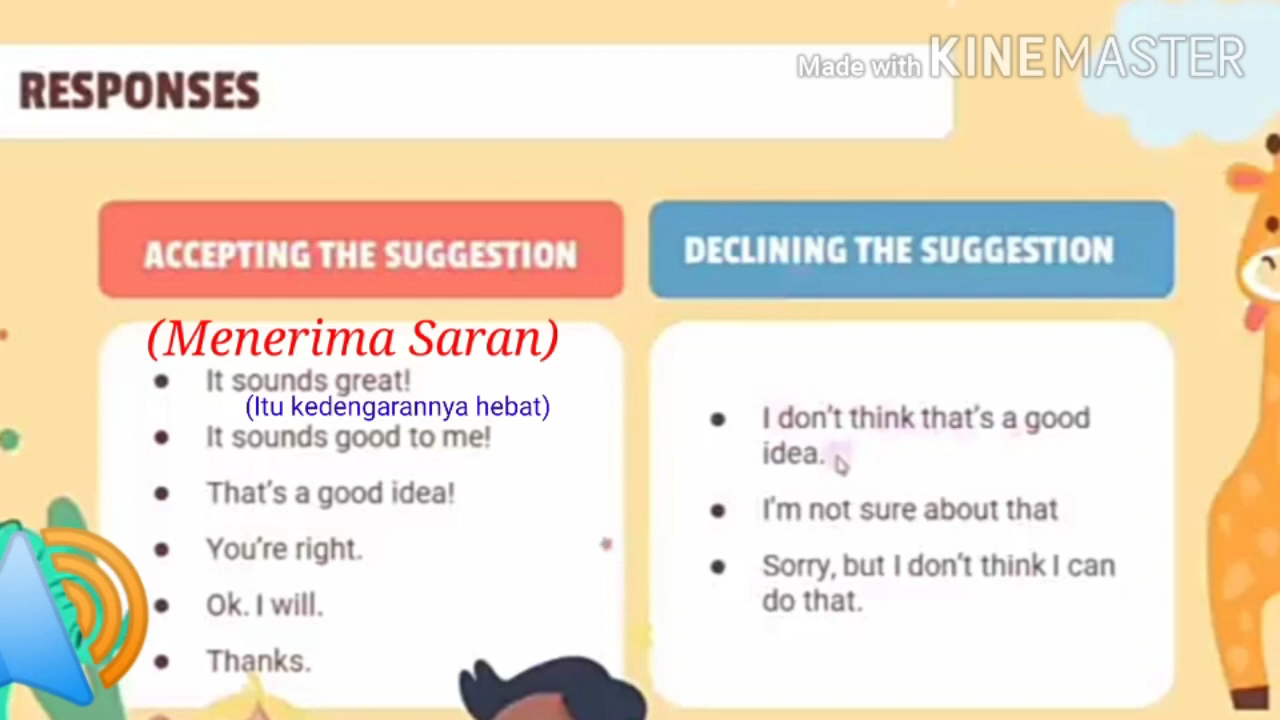 Made with KINEMASTER
RESPONSES
ACCEPTING THE SUGGESTION
(Menerima Saran)
It sounds great!
(Itu kedengarannya hebat)
It sounds good to me!
That's a good idea!
You're right.
Ok. I will.
Thanks.
DECLINING THE SUGGESTION
I don't think that's a good
idea.
I'm not sure about that
Sorry, but I don't think I can
do that.